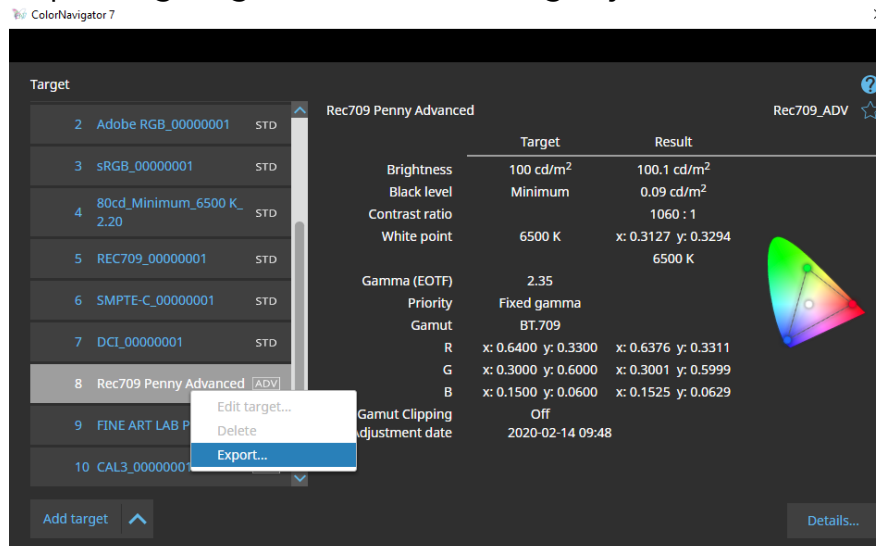 ColorNavigator 7
Target
2 Adobe RGB_00000001 STD
3 sRGB_00000001 STD
4 80cd_Minimum_6500 K_
2.20 STD
5 REC709_00000001 STD
6 SMPTE-C_00000001 STD
7 DCI_00000001 STD
8 Rec709 Penny Advanced ADV
9 FINE ART LAB P
10 CAL3_00000001
Edit target...
Delete
Export...
Add target
Rec709 Penny Advanced Rec709_ADV
Target Result
Brightness 100 cd/m² 100.1 cd/m²
Black level Minimum 0.09 cd/m²
Contrast ratio 1060 : 1
White point 6500 K x: 0.3127 y: 0.3294
6500 K
Gamma (EOTF) 2.35
Priority Fixed gamma
Gamut BT.709
R x: 0.6400 y: 0.3300 x: 0.6376 y: 0.3311
G x: 0.3000 y: 0.6000 x: 0.3001 y: 0.5999
B x: 0.1500 y: 0.0600 x: 0.1525 y: 0.0629
Gamut Clipping Off
djustment date 2020-02-14 09:48
Details...